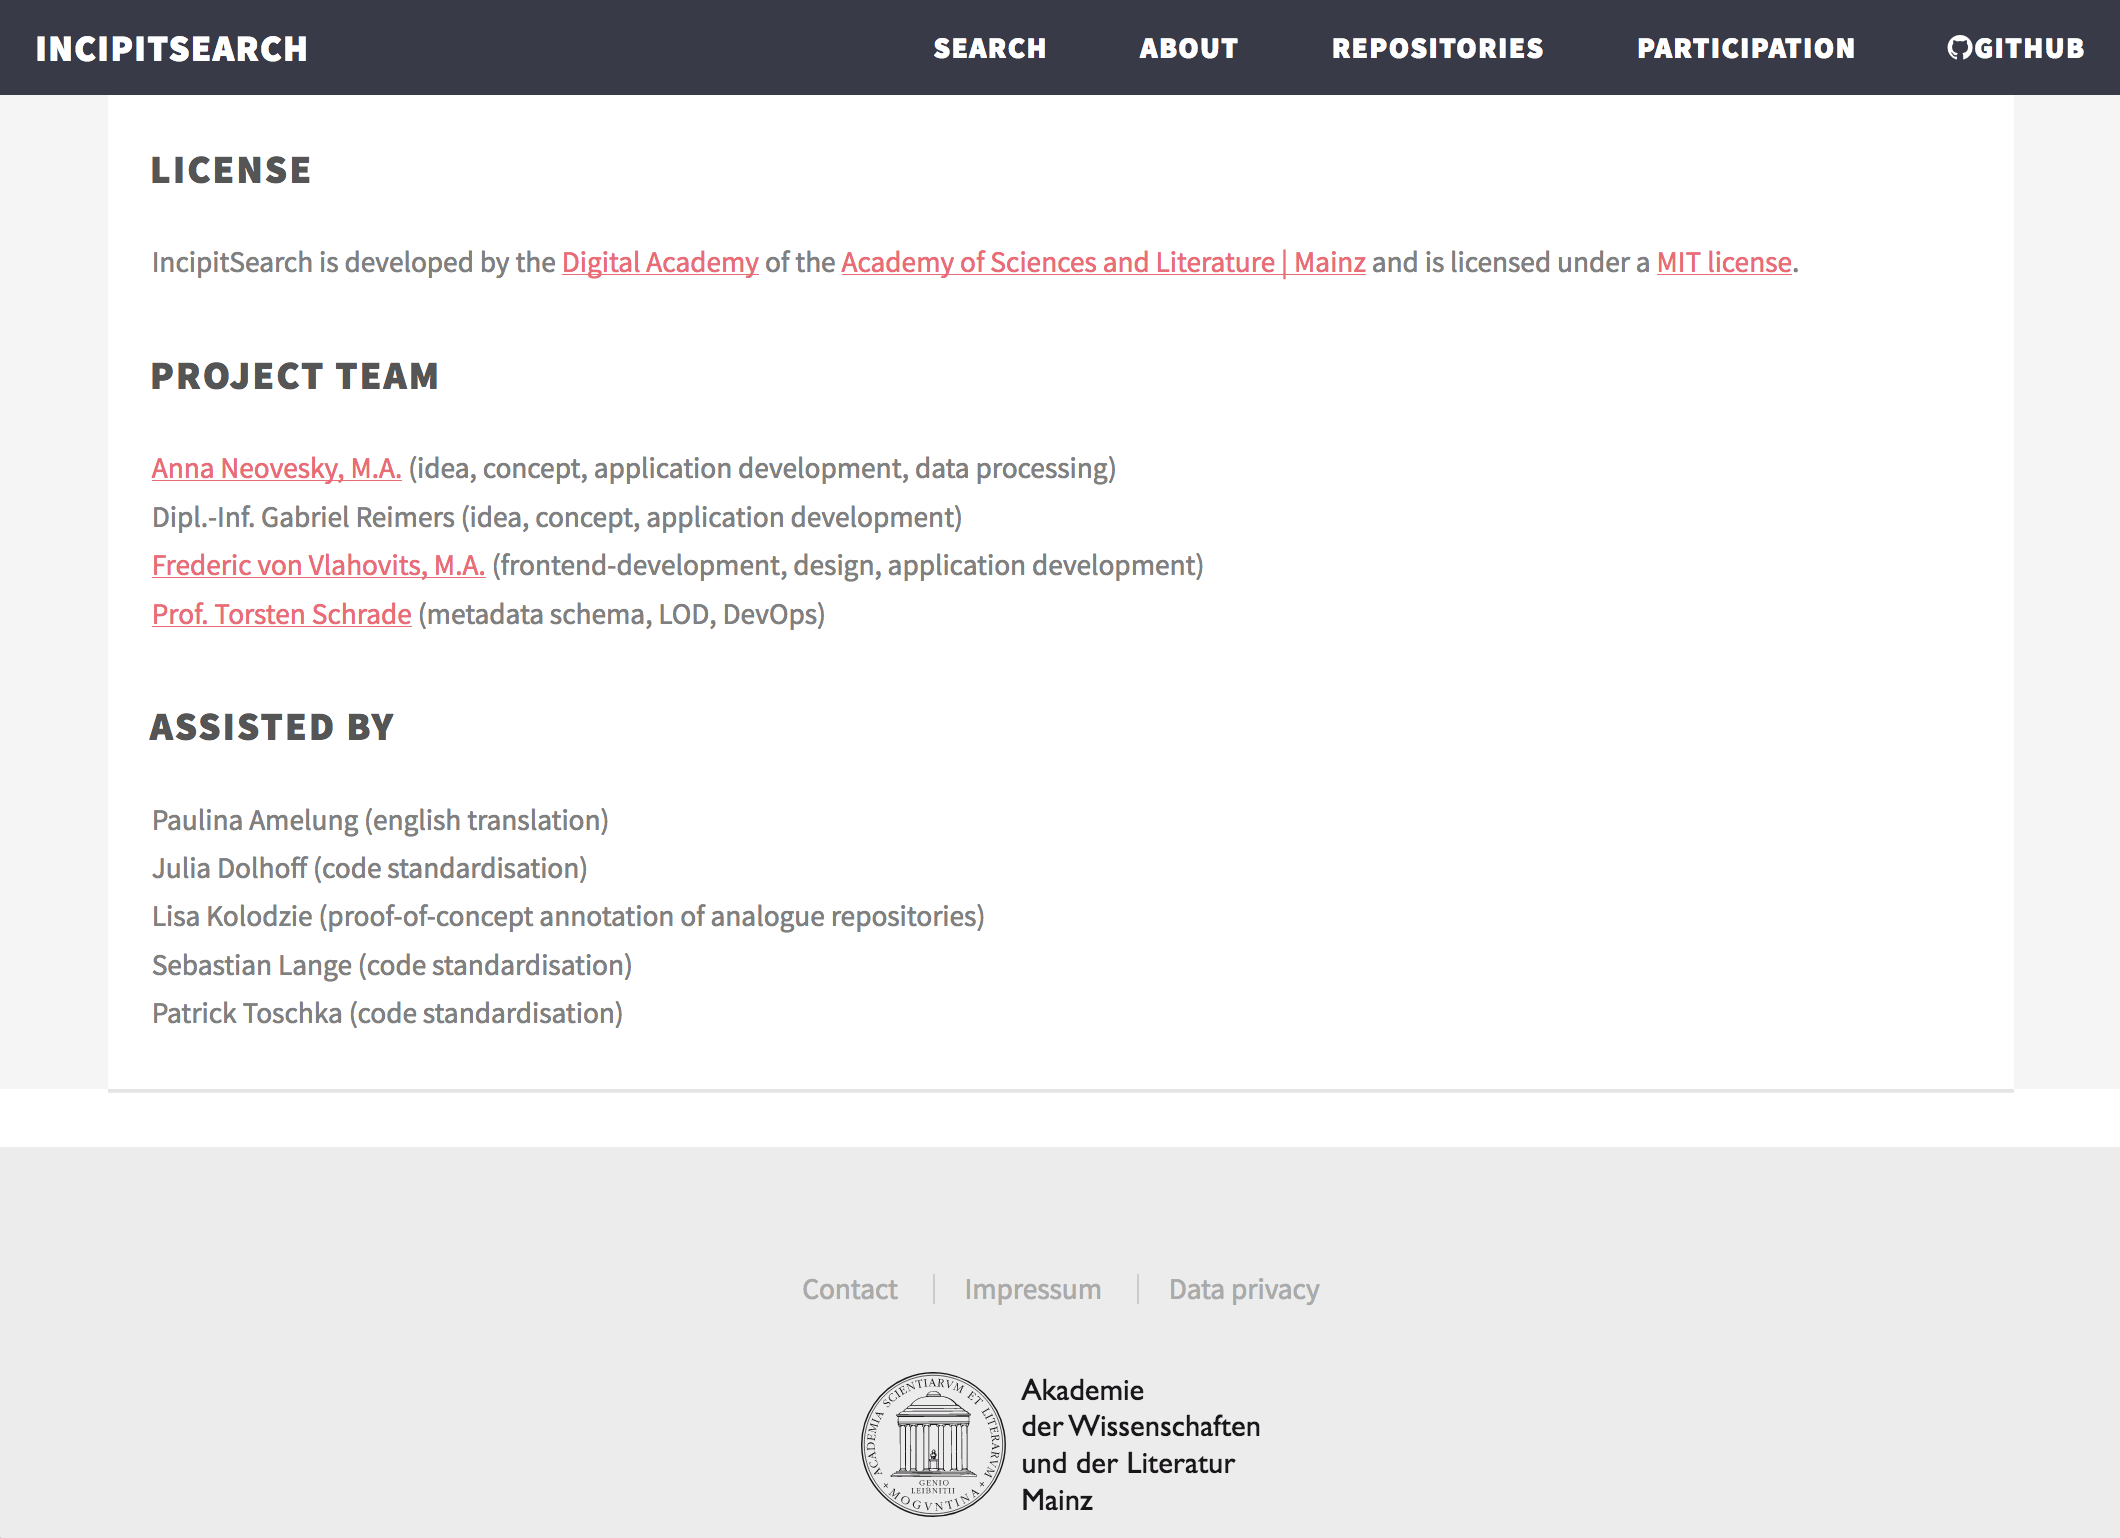 INCIPITSEARCH SEARCH ABOUT REPOSITORIES PARTICIPATION GITHUB
LICENSE
IncipitSearch is developed by the Digital Academy of the Academy of Sciences and Literature | Mainz and is licensed under a MIT license.
PROJECT TEAM
Anna Neovesky, M.A. (idea, concept, application development, data processing)
Dipl.-Inf. Gabriel Reimers (idea, concept, application development)
Frederic von Vlahovits, M.A. (frontend-development, design, application development)
Prof. Torsten Schrade (metadata schema, LOD, DevOps)
ASSISTED BY
Paulina Amelung (english translation)
Julia Dolhoff (code standardisation)
Lisa Kolodzie (proof-of-concept annotation of analogue repositories)
Sebastian Lange (code standardisation)
Patrick Toschka (code standardisation)
Contact Impressum Data privacy
ACADEMIA SCIENTIARVM ET LITERARVM
GENIO
LEIBNITII
MOGVNTINA
Akademie
der Wissenschaften
und der Literatur
Mainz